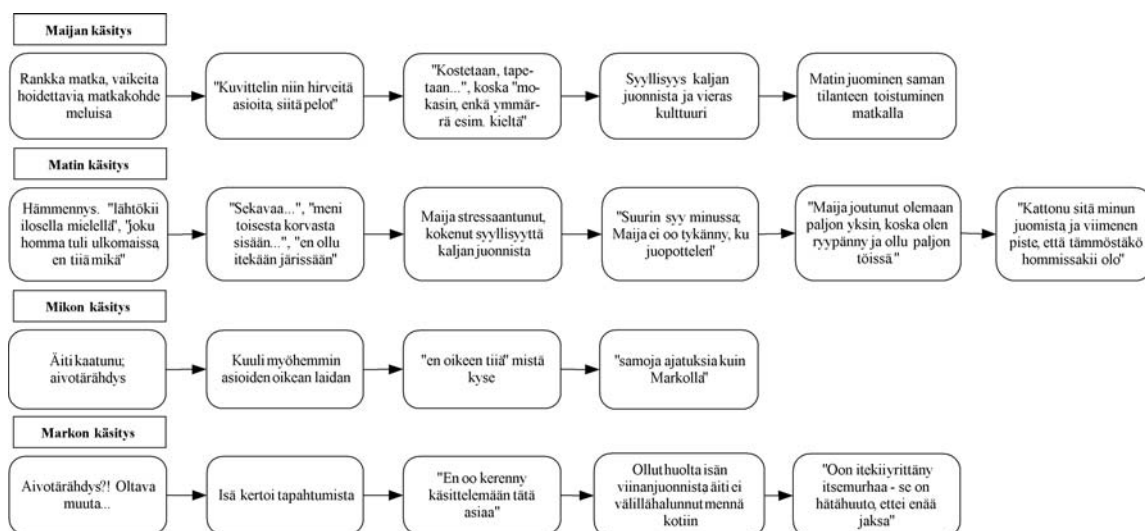 Maijan käsitys
Rankka matka, vaikeita
hoidettavia, matkakohde
meluisa
"Kuvittelin niin hirveitä
asioita, siitä pelot"
"Kostetaan, tape-
taan...", koska "mo-
kasin, enkä ymmär-
rä esim. kieltä"
Syyllisyys kaljan
juonnista ja vieras
kulttuuri
Matin juominen, saman
tilanteen toistuminen
matkalla
Matin käsitys
Hämmennys. "lähtökii
ilosella mielellä", "joku
homma tuli ulkomaissa,
en tiiä mikä"
"Sekavaa...", "meni
toisesta korvasta
sisään...", "en ollu
itekään järissään"
Maija stressaantunut,
kokenut syyllisyyttä
kaljan juonnista
"Suurin syy minussa;
Maija ei oo tykänny, ku
juopottelen"
"Maija joutunut olemaan
paljon yksin, koska olen
ryypänny ja ollu paljon
töissä."
"Kattonu sitä minun
juomista, ja viimenen
piste, että tämmöstäkö
hommissakii olo"
Mikon käsitys
Äiti kaatunu;
aivotärähdys
Kuuli myöhemmin
asioiden oikean laidan
"en oikeen tiiä" mistä
kyse
"samoja ajatuksia kuin
Markolla"
Markon käsitys
Aivotärähdys?! Oltava
muuta...
Isä kertoi tapahtumista
"En oo kerenny
käsittelemään tätä
asiaa"
Ollut huolta isän
viinanjuonnista, äiti ei
välillä halunnut mennä
kotiin
"Oon itekii yrittäny
itsemurhaa - se on
hätähuuto, ettei enää
jaksa"